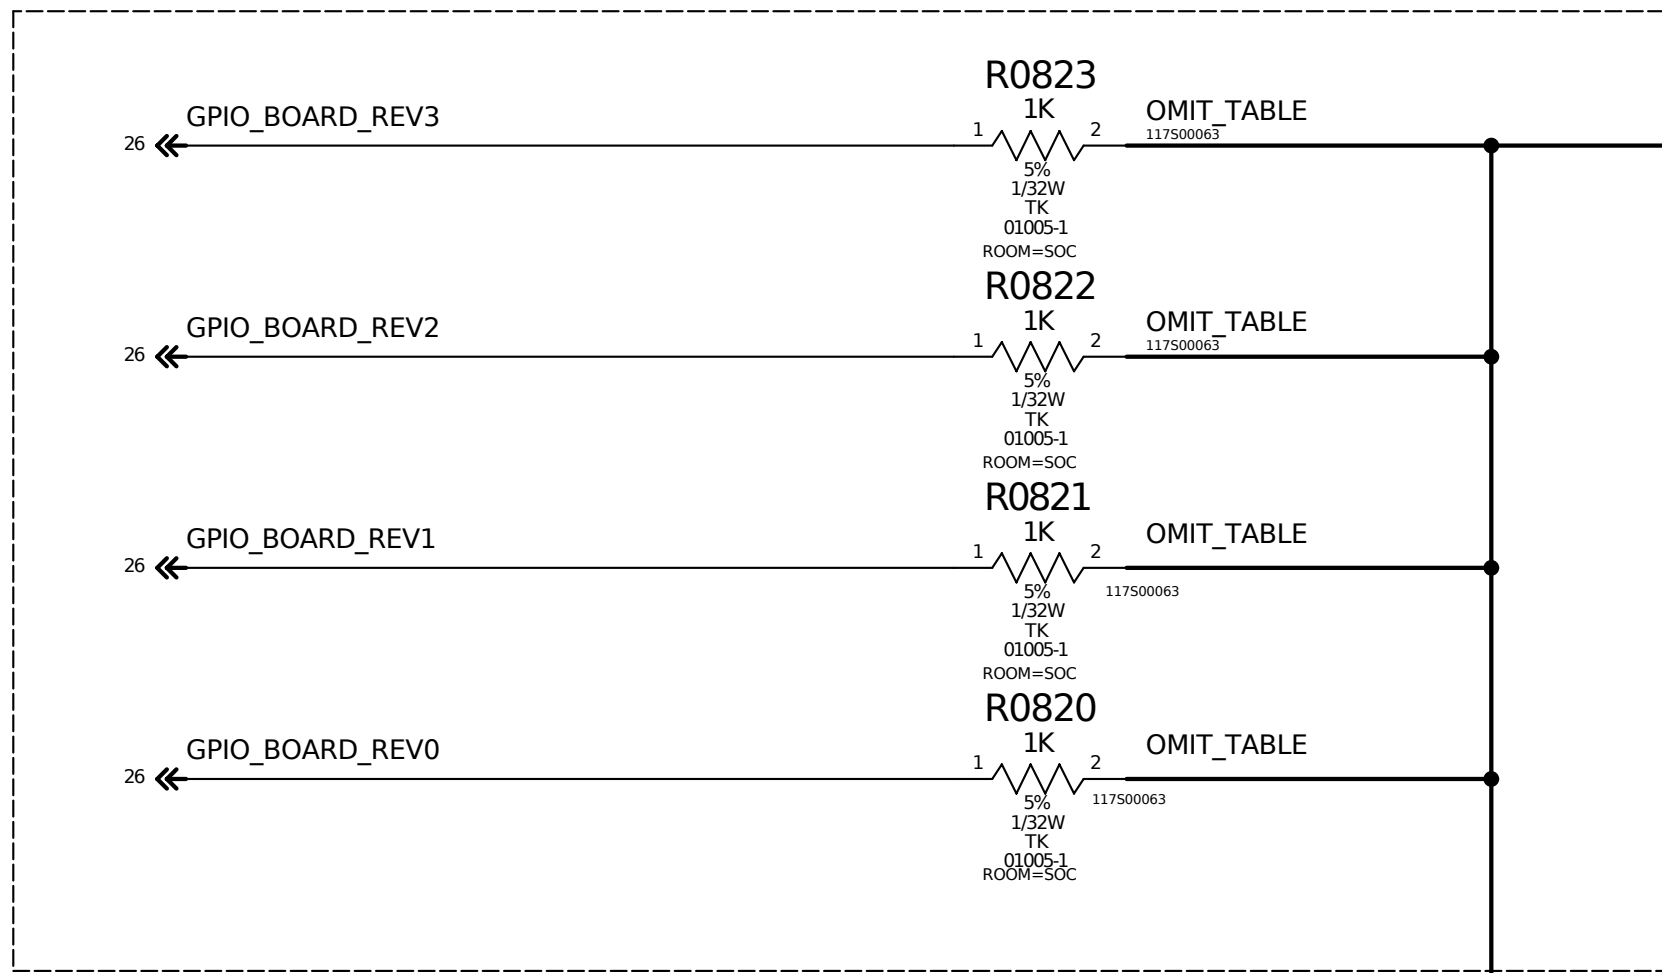 R0823
1K
GPIO_BOARD_REV3
OMIT_TABLE
117S00063
26
1
2
5%
1/32W
TK
01005-1
ROOM=SOC
R0822
1K
GPIO_BOARD_REV2
OMIT_TABLE
117S00063
26
1
2
5%
1/32W
TK
01005-1
ROOM=SOC
R0821
1K
GPIO_BOARD_REV1
OMIT_TABLE
26
1
2
5%
117S00063
1/32W
TK
01005-1
ROOM=SOC
R0820
1K
GPIO_BOARD_REV0
OMIT_TABLE
26
1
2
5%
117S00063
1/32W
TK
01005-1
ROOM=SOC